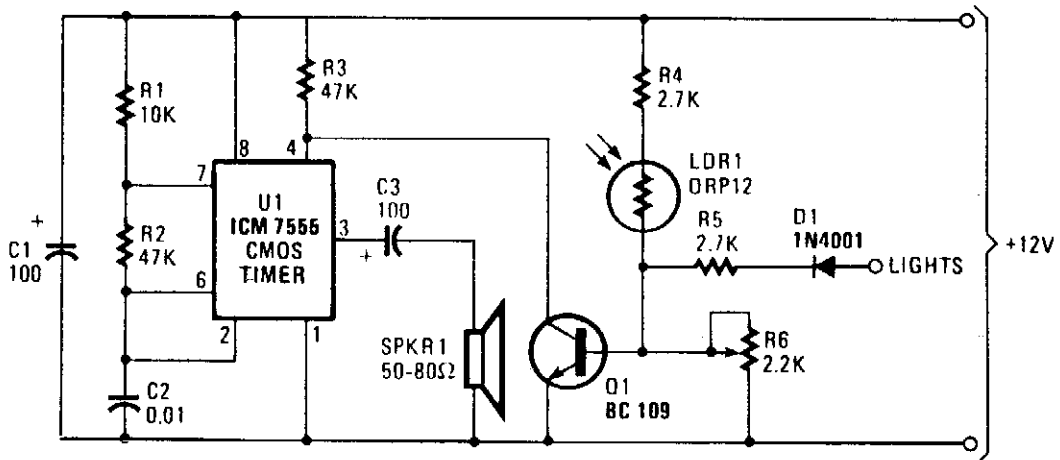 R1
10K
R3
47K
R4
2.7K
8
4
7
U1
ICM 7555
CMOS
TIMER
C3
100
+
3
LDR1
ORP12
R5
2.7K
D1
1N4001
LIGHTS
+12V
+
C1
100
R2
47K
6
2
1
SPKR1
50-80Ω
R6
2.2K
Q1
BC 109
C2
0.01